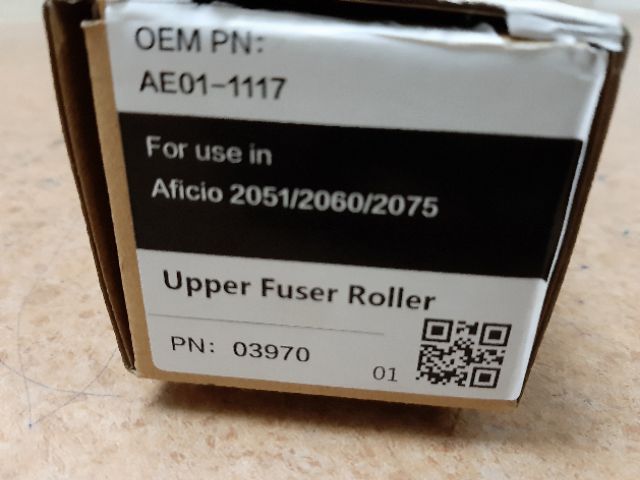 OEM PN:
AE01-1117
For use in
Aficio 2051/2060/2075
Upper Fuser Roller
PN: 03970
01